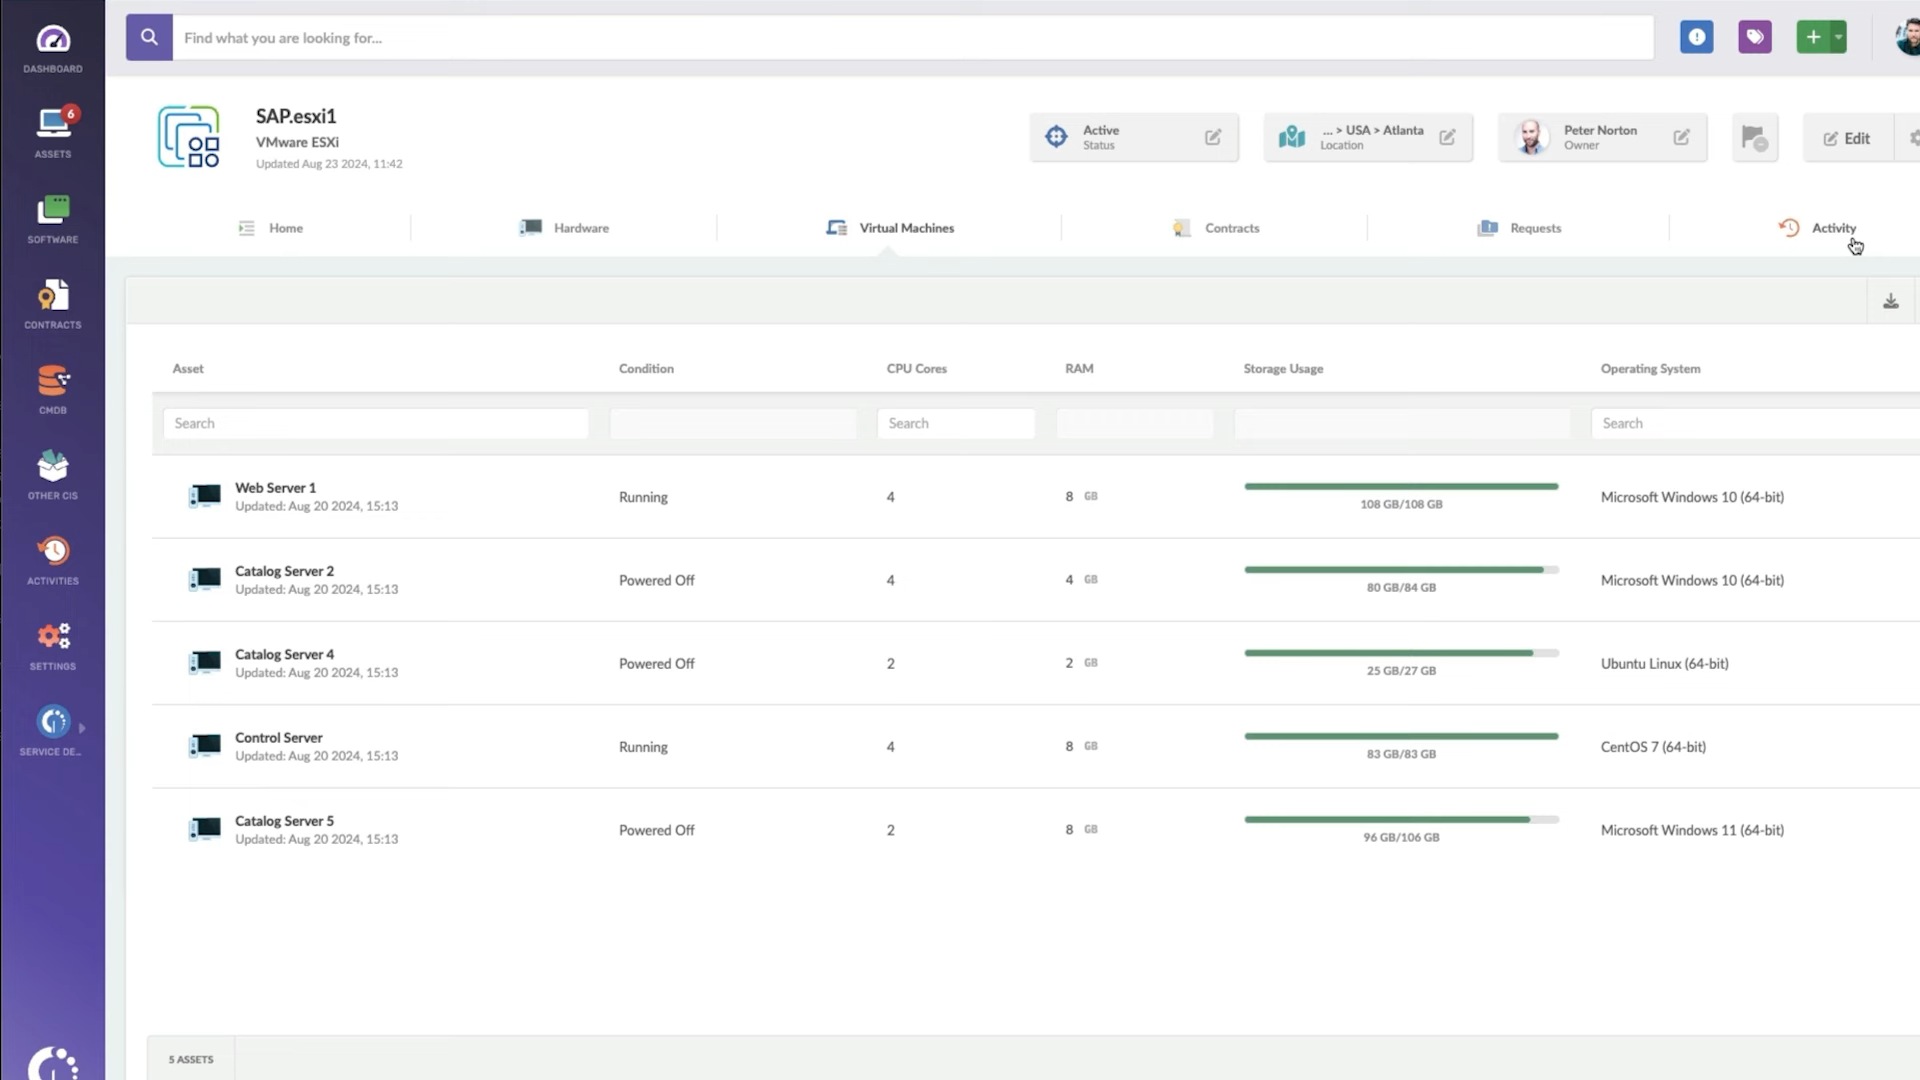 Find what you are looking for...
DASHBOARD
6
ASSETS
SOFTWARE
CONTRACTS
CMDB
OTHER CIS
ACTIVITIES
SETTINGS
SERVICE DE...
SAP.esxi1
VMware ESXi
Updated Aug 23 2024, 11:42
Active
Status
... > USA > Atlanta
Location
Peter Norton
Owner
Edit
Home
Hardware
Virtual Machines
Contracts
Requests
Activity
Asset Condition CPU Cores RAM Storage Usage Operating System
Search Search Search
Web Server 1
Updated: Aug 20 2024, 15:13
Running 4 8 GB 108 GB/108 GB Microsoft Windows 10 (64-bit)
Catalog Server 2
Updated: Aug 20 2024, 15:13
Powered Off 4 4 GB 80 GB/84 GB Microsoft Windows 10 (64-bit)
Catalog Server 4
Updated: Aug 20 2024, 15:13
Powered Off 2 2 GB 25 GB/27 GB Ubuntu Linux (64-bit)
Control Server
Updated: Aug 20 2024, 15:13
Running 4 8 GB 83 GB/83 GB CentOS 7 (64-bit)
Catalog Server 5
Updated: Aug 20 2024, 15:13
Powered Off 2 8 GB 96 GB/106 GB Microsoft Windows 11 (64-bit)
5 ASSETS